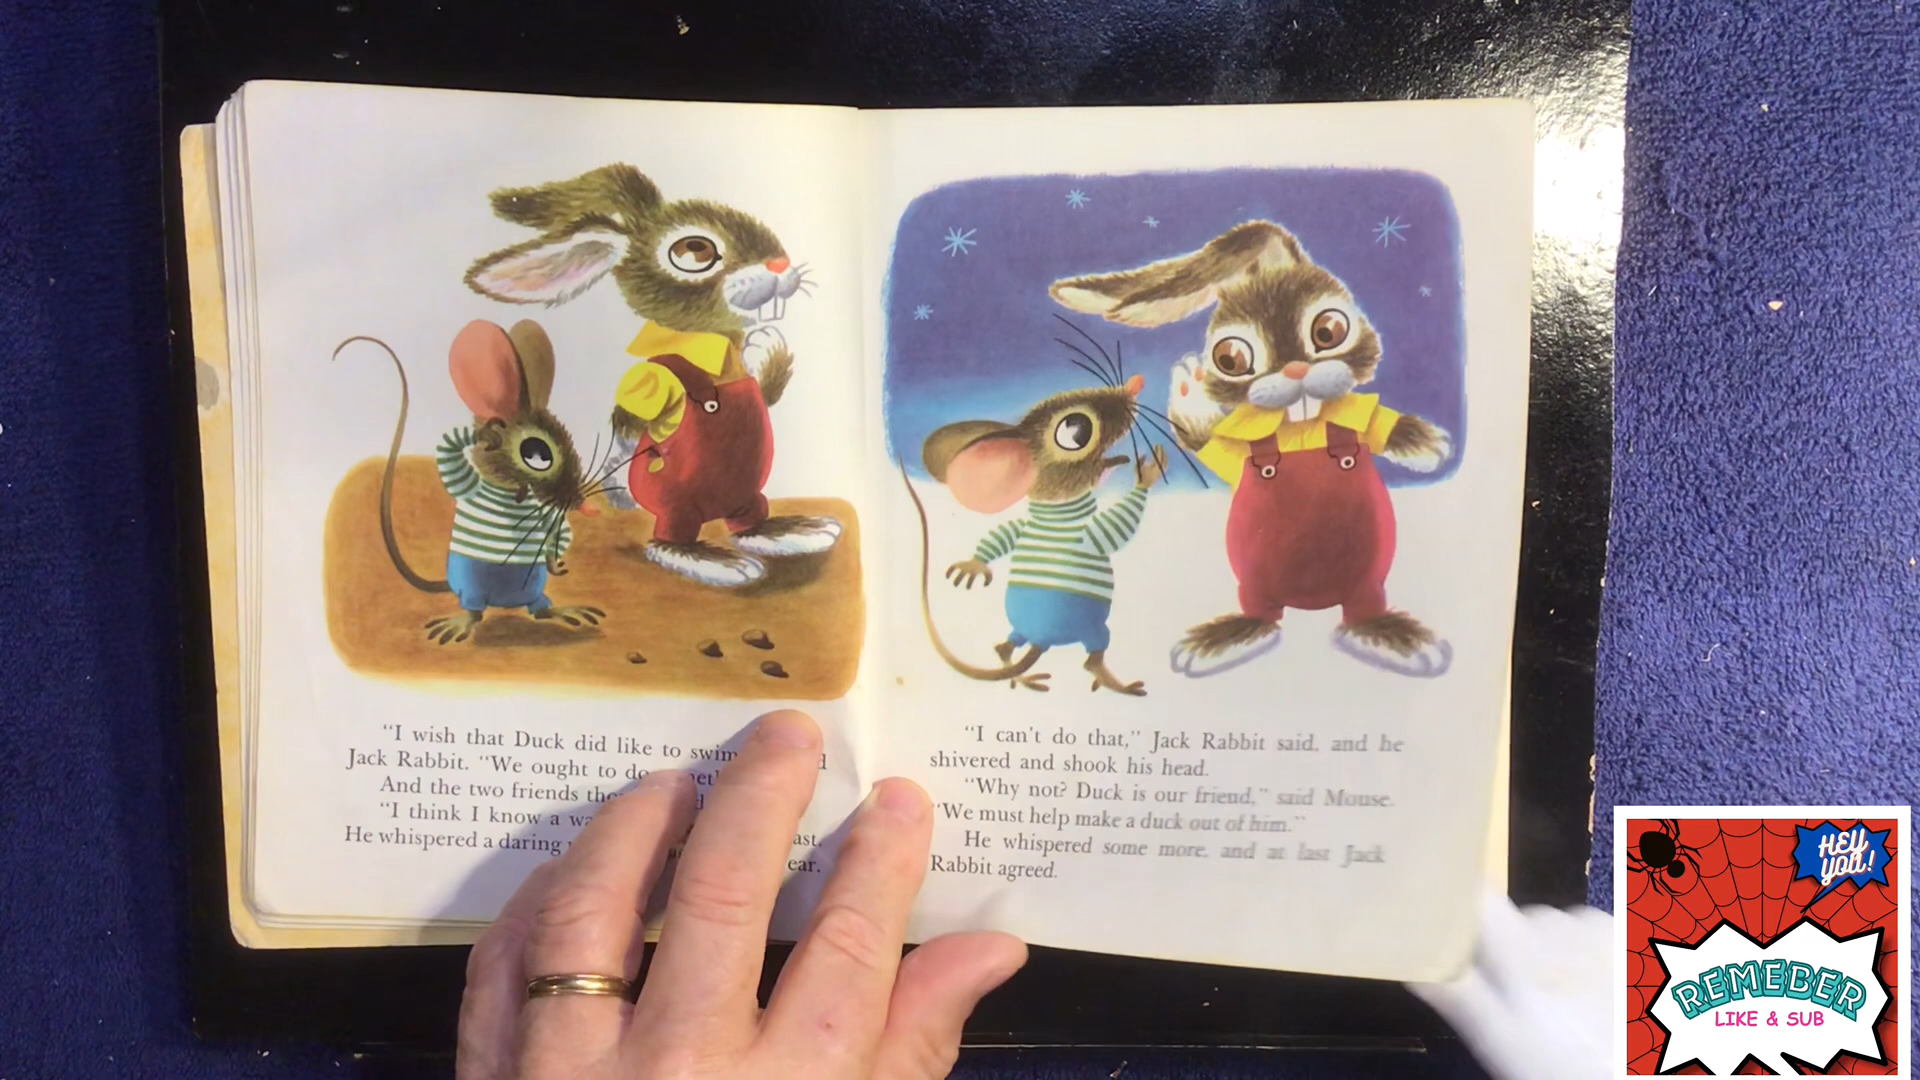 "I wish that Duck did like to swim
Jack Rabbit. "We ought to do
And the two friends
"I think I know a
He whispered a daring
ast.
ear.
"I can't do that," Jack Rabbit said, and he
shivered and shook his head.
"Why not? Duck is our friend," said Mouse.
"We must help make a duck out of him."
He whispered some more, and at last Jack
Rabbit agreed.
HEY
YOU!
REMEBER
LIKE & SUB